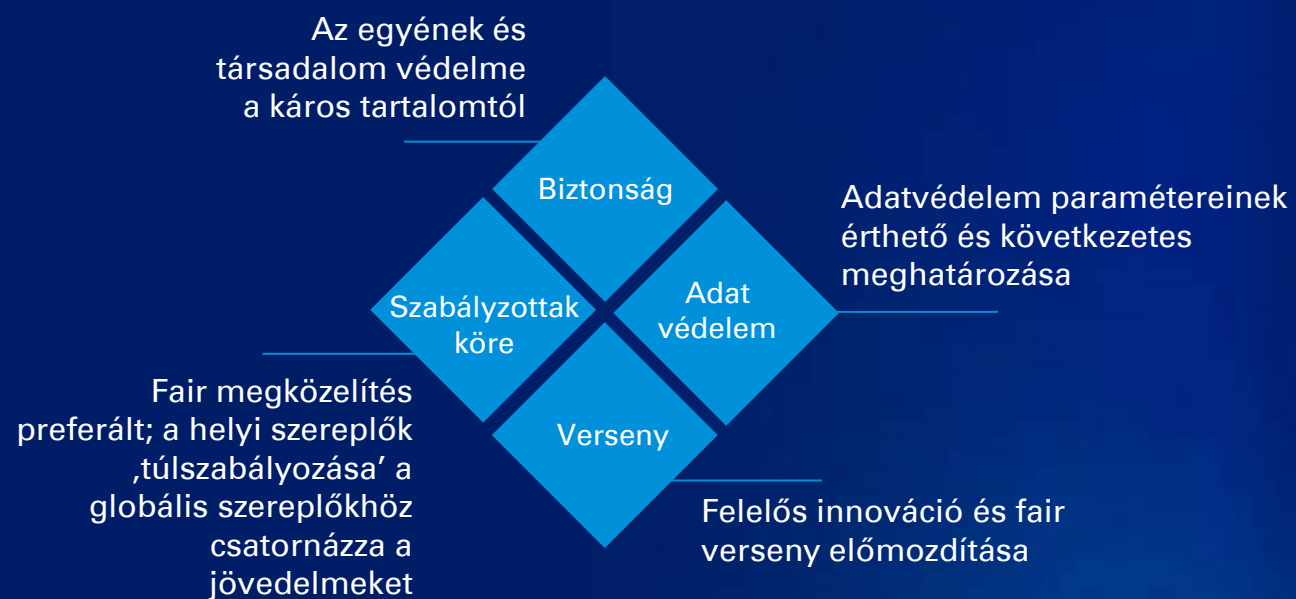 Az egyének és
társadalom védelme
a káros tartalomtól
Biztonság
Adatvédelem paramétereinek
érthető és következetes
meghatározása
Adat
védelem
Szabályzottak
köre
Fair megközelítés
preferált; a helyi szereplők
‚túlszabályozása’ a
globális szereplőkhöz
csatornázza a
jövedelmeket
Verseny
Felelős innováció és fair
verseny előmozdítása